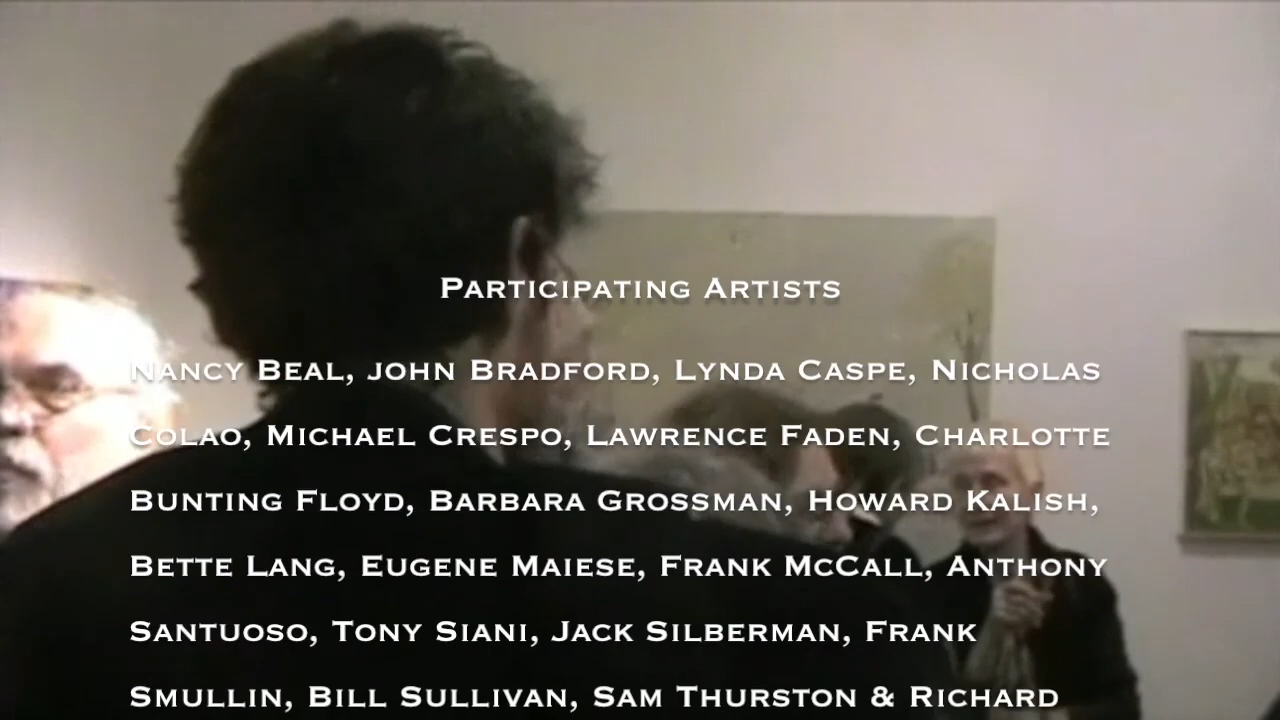 Participating Artists
Nancy Beal, john Bradford, Lynda Caspe, Nicholas
Colao, Michael Crespo, Lawrence Faden, Charlotte
Bunting Floyd, Barbara Grossman, Howard Kalish,
Bette Lang, Eugene Maiese, Frank McCall, Anthony
Santuoso, Tony Siani, Jack Silberman, Frank
Smullin, Bill Sullivan, Sam Thurston & Richard